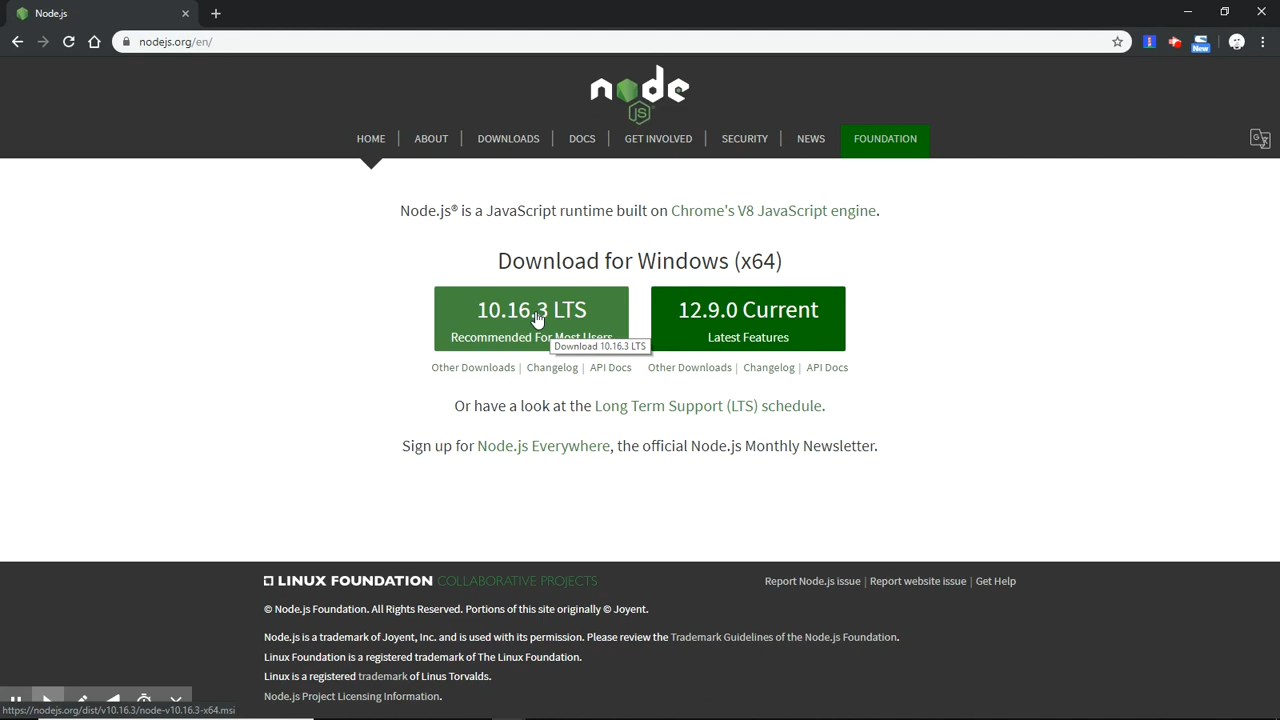 Node.js
nodejs.org/en/
New
node
JS
HOME
ABOUT
DOWNLOADS
DOCS
GET INVOLVED
SECURITY
NEWS
FOUNDATION
Node.js® is a JavaScript runtime built on Chrome's V8 JavaScript engine.
Download for Windows (x64)
10.16.3 LTS
Recommended For Most Users
Download 10.16.3 LTS
12.9.0 Current
Latest Features
Other Downloads | Changelog | API Docs
Other Downloads | Changelog | API Docs
Or have a look at the Long Term Support (LTS) schedule.
Sign up for Node.js Everywhere, the official Node.js Monthly Newsletter.
LINUX FOUNDATION COLLABORATIVE PROJECTS
Report Node.js issue | Report website issue | Get Help
© Node.js Foundation. All Rights Reserved. Portions of this site originally © Joyent.
Node.js is a trademark of Joyent, Inc. and is used with its permission. Please review the Trademark Guidelines of the Node.js Foundation.
Linux Foundation is a registered trademark of The Linux Foundation.
Linux is a registered trademark of Linus Torvalds.
Node.js Project Licensing Information.
https://nodejs.org/dist/v10.16.3/node-v10.16.3-x64.msi